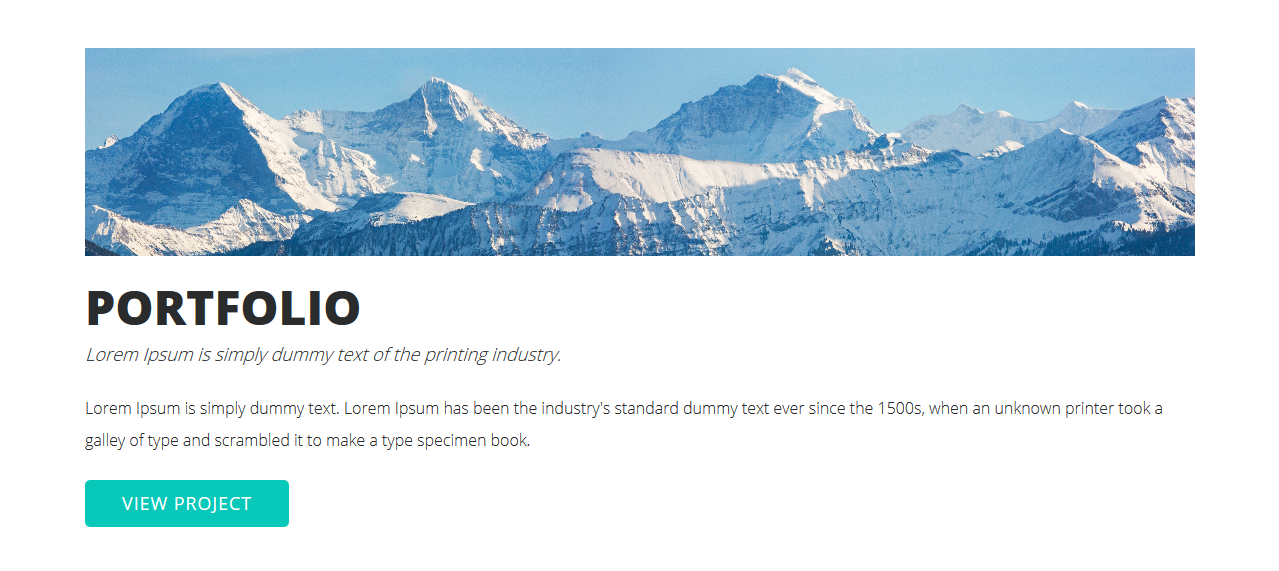 PORTFOLIO
Lorem Ipsum is simply dummy text of the printing industry.
Lorem Ipsum is simply dummy text. Lorem Ipsum has been the industry's standard dummy text ever since the 1500s, when an unknown printer took a
galley of type and scrambled it to make a type specimen book.
VIEW PROJECT